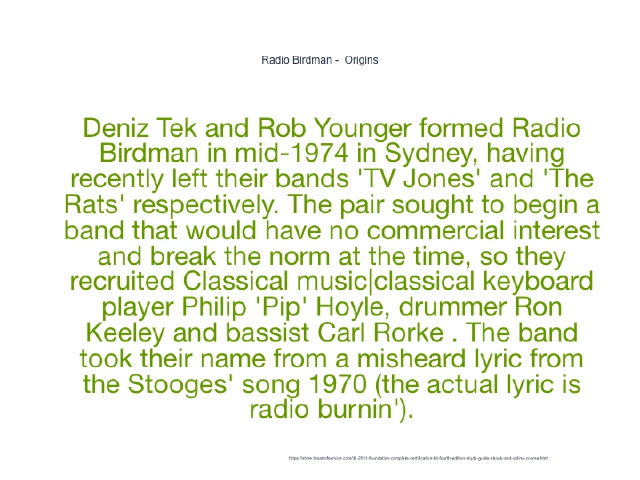 Radio Birdman -  Origins
Deniz Tek and Rob Younger formed Radio
Birdman in mid-1974 in Sydney, having
recently left their bands 'TV Jones' and 'The
Rats' respectively. The pair sought to begin a
band that would have no commercial interest
and break the norm at the time, so they
recruited Classical music|classical keyboard
player Philip 'Pip' Hoyle, drummer Ron
Keeley and bassist Carl Rorke . The band
took their name from a misheard lyric from
the Stooges' song 1970 (the actual lyric is
radio burnin').